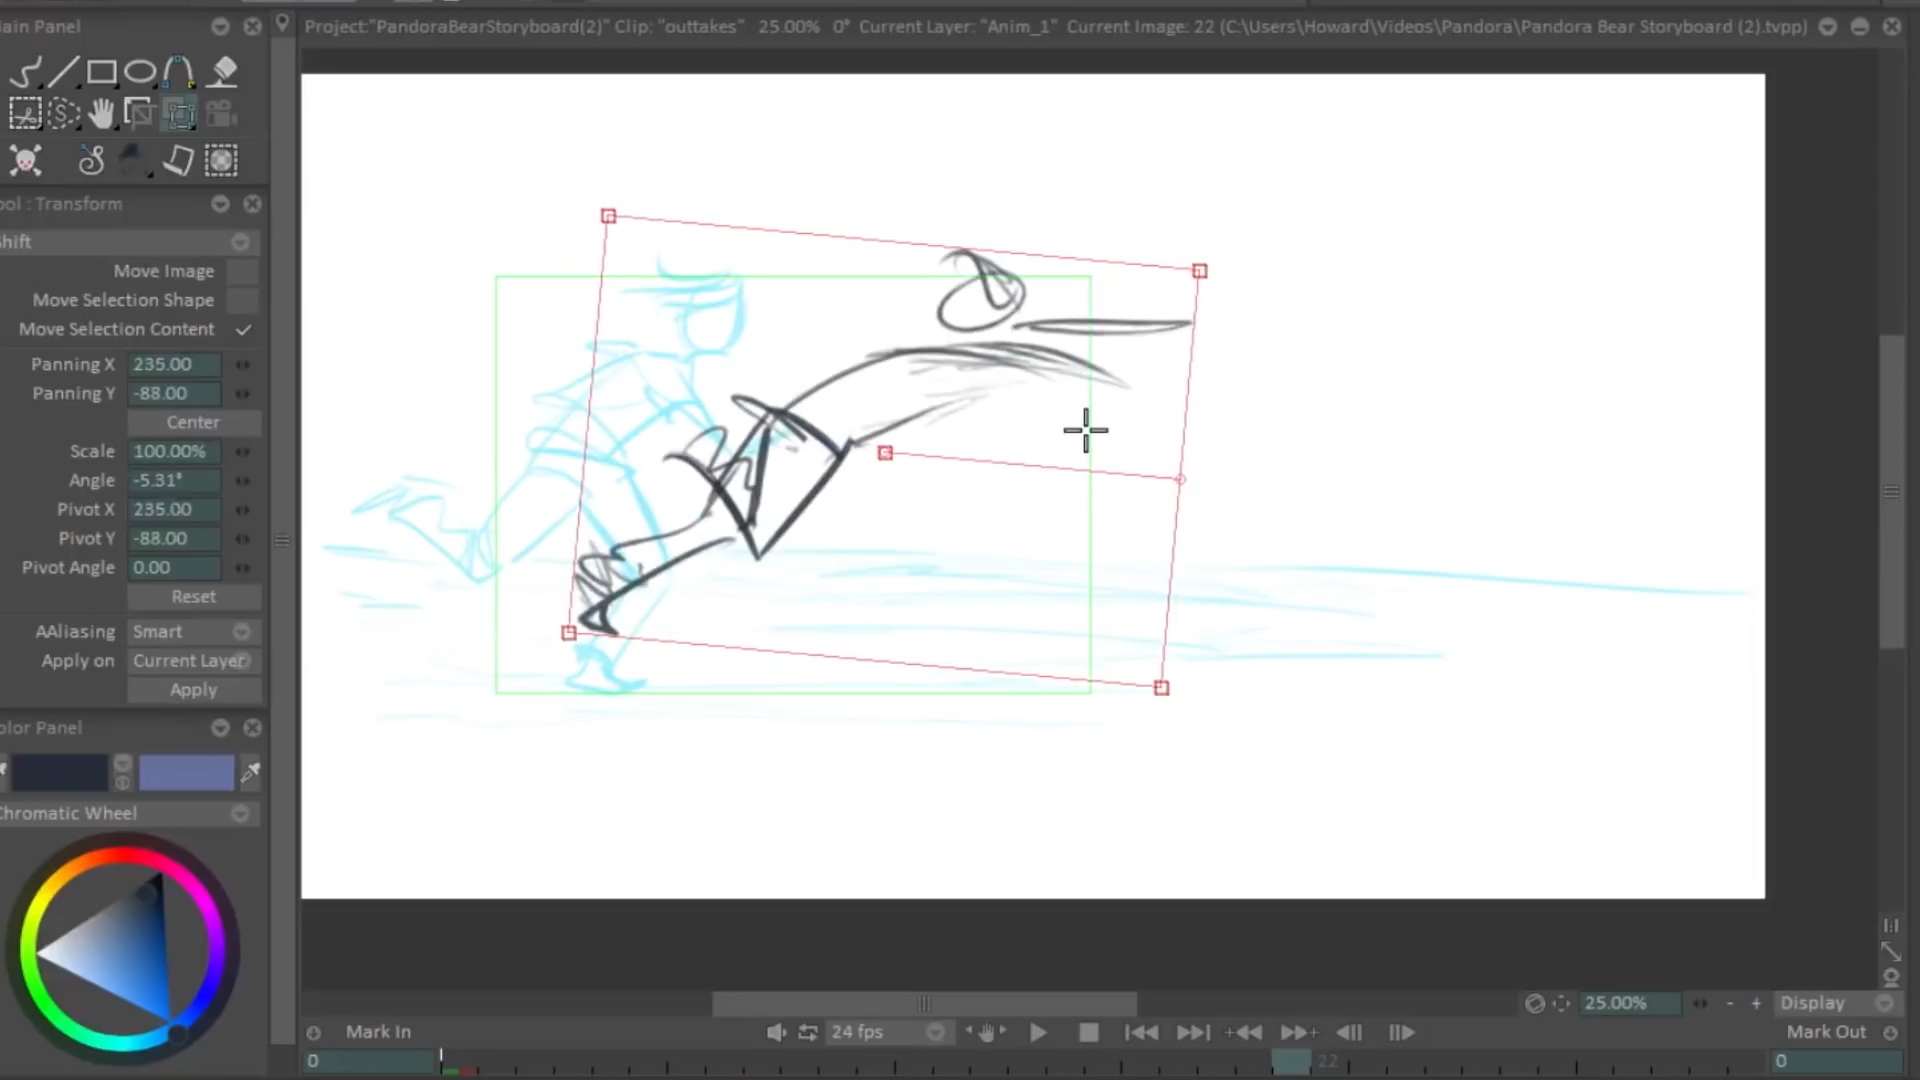 ain Panel
Project:"PandoraBearStoryboard(2)" Clip: "outtakes" 25.00% 0° Current Layer: "Anim_1" Current Image: 22 (C:\Users\Howard\Videos\Pandora\Pandora Bear Storyboard (2).tvpp)
ool : Transform
Shift
Move Image
Move Selection Shape
Move Selection Content
Panning X 235.00
Panning Y -88.00
Center
Scale 100.00%
Angle -5.31°
Pivot X 235.00
Pivot Y -88.00
Pivot Angle 0.00
Reset
AAliasing Smart
Apply on Current Layer
Apply
olor Panel
Chromatic Wheel
25.00% - + Display
Mark In 24 fps Mark Out
0 22 0